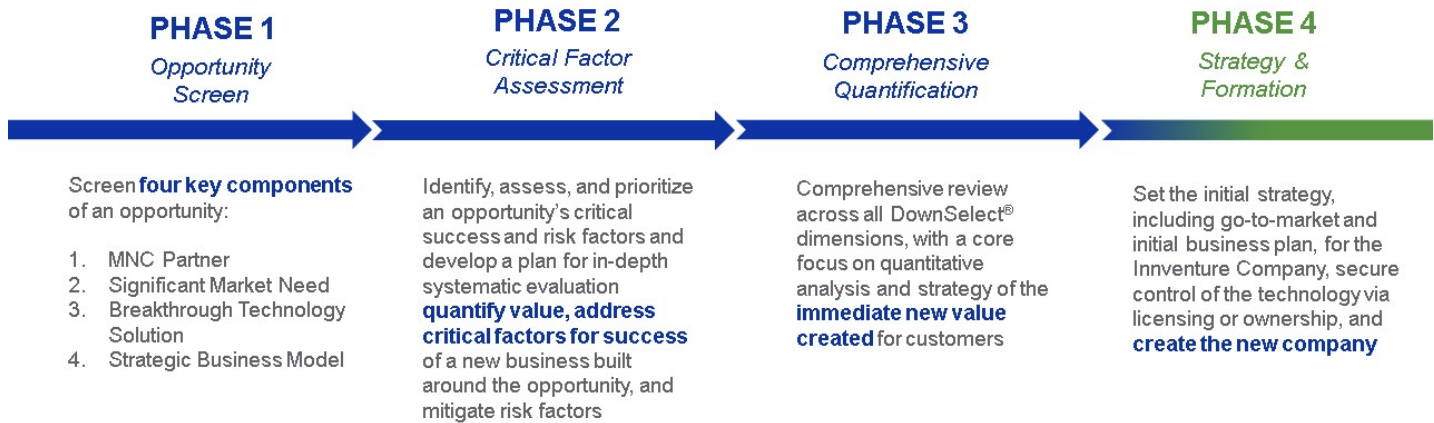 PHASE 1
Opportunity
Screen
Screen four key components
of an opportunity:
1. MNC Partner
2. Significant Market Need
3. Breakthrough Technology
Solution
4. Strategic Business Model
PHASE 2
Critical Factor
Assessment
Identify, assess, and prioritize
an opportunity's critical
success and risk factors and
develop a plan for in-depth
systematic evaluation
quantify value, address
critical factors for success
of a new business built
around the opportunity, and
mitigate risk factors
PHASE 3
Comprehensive
Quantification
Comprehensive review
across all DownSelect®
dimensions, with a core
focus on quantitative
analysis and strategy of the
immediate new value
created for customers
PHASE 4
Strategy &
Formation
Set the initial strategy,
including go-to-market and
initial business plan, for the
Innventure Company, secure
control of the technology via
licensing or ownership, and
create the new company